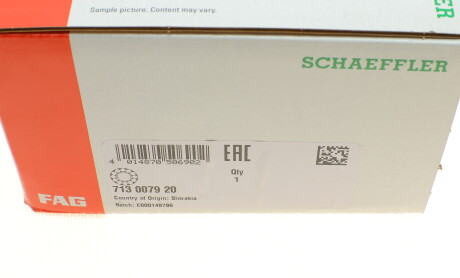 Sample picture. Content may vary.
SCHAEFFLER
4 014870 506902
EAC
Qty
1
713 0079 20
Country of Origin: Slovakia
FAG